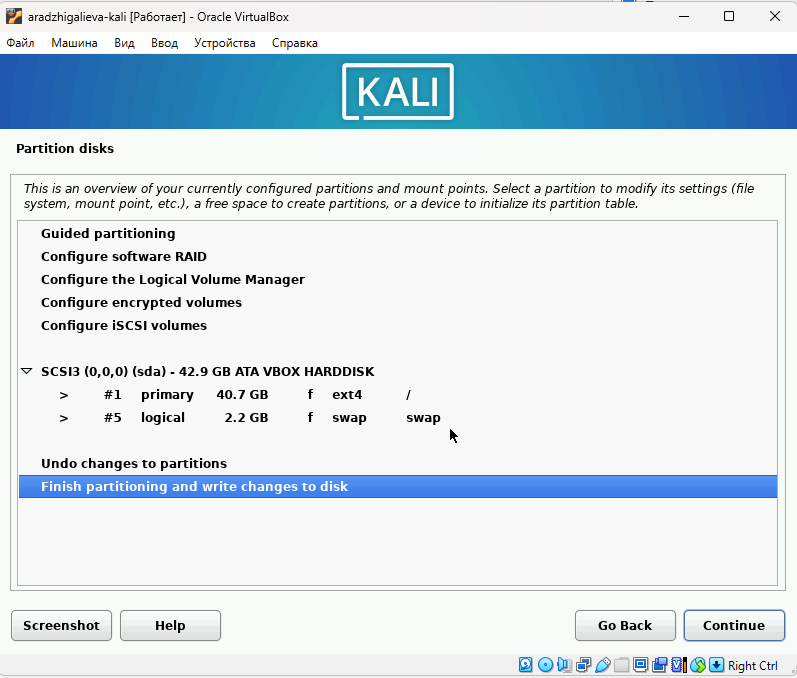 aradzhigalieva-kali [Работает] - Oracle VirtualBox
Файл Машина Вид Ввод Устройства Справка
KALI
Partition disks
This is an overview of your currently configured partitions and mount points. Select a partition to modify its settings (file
system, mount point, etc.), a free space to create partitions, or a device to initialize its partition table.
Guided partitioning
Configure software RAID
Configure the Logical Volume Manager
Configure encrypted volumes
Configure iSCSI volumes
SCSI3 (0,0,0) (sda) - 42.9 GB ATA VBOX HARDDISK
> #1 primary 40.7 GB f ext4 /
> #5 logical 2.2 GB f swap swap
Undo changes to partitions
Finish partitioning and write changes to disk
Screenshot Help Go Back Continue
Right Ctrl